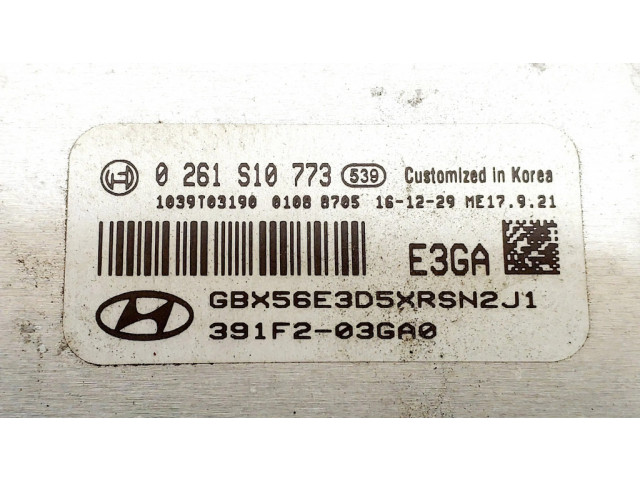 0 261 S10 773 539 Customized in Korea
1039T03190 0108 8705 16-12-29 ME17.9.21
E3GA
GBX56E3D5XRSN2J1
391F2-03GA0